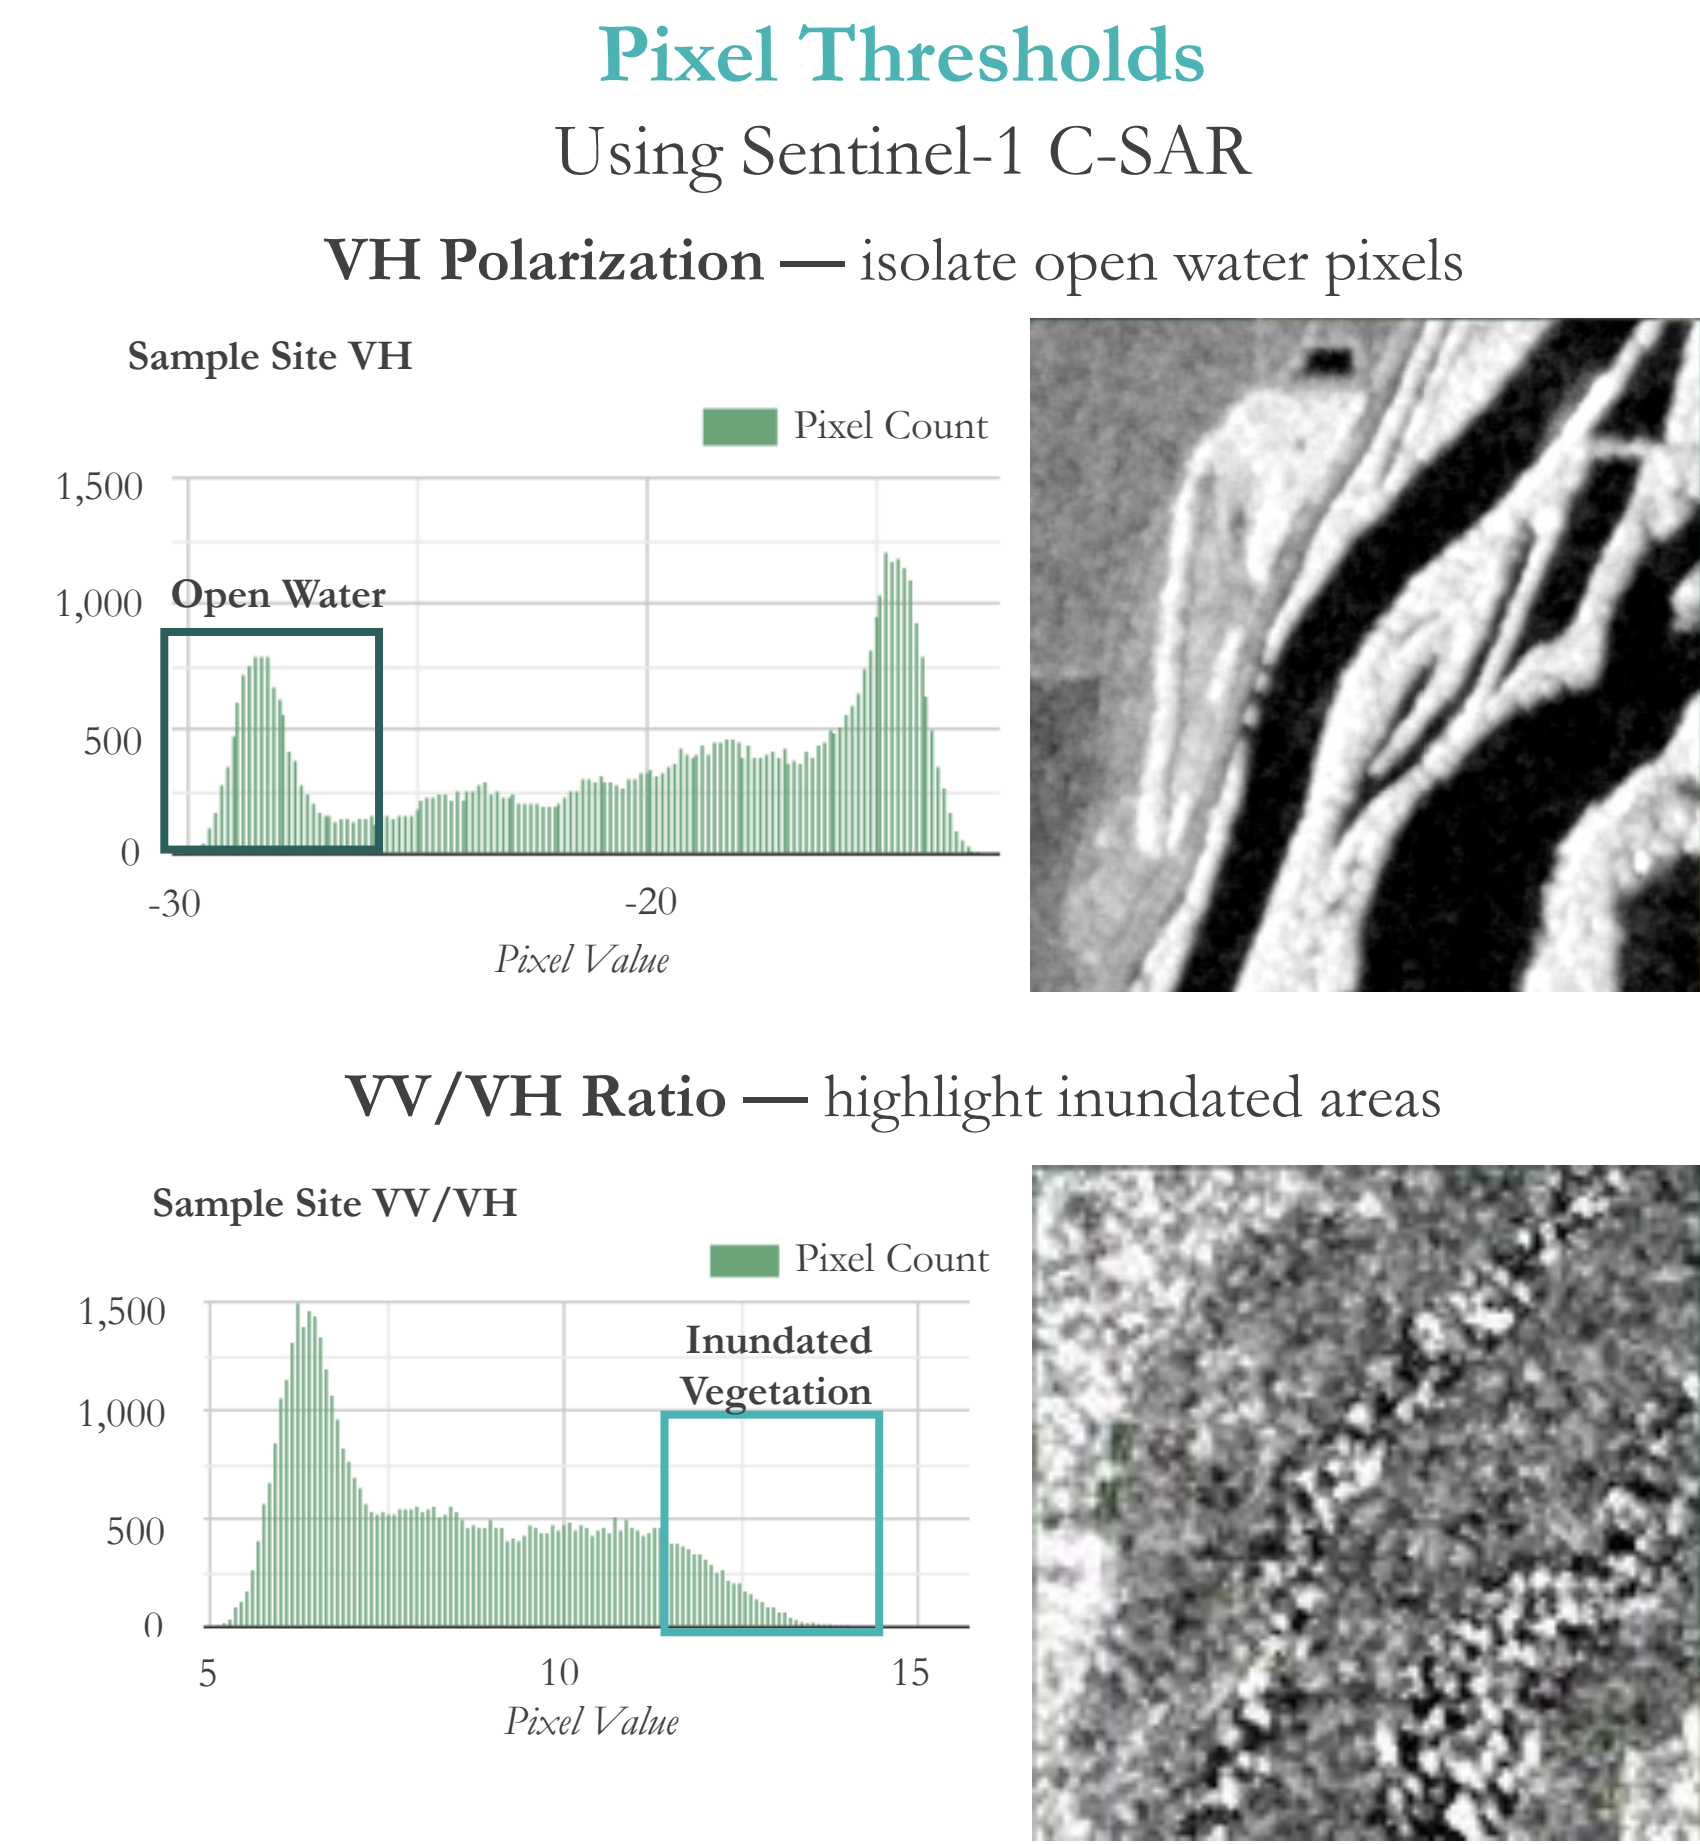 Pixel Thresholds
Using Sentinel-1 C-SAR
VH Polarization — isolate open water pixels
Sample Site VH
Pixel Count
1,500
Open Water
1,000
500
0
-30
-20
Pixel Value
VV/VH Ratio — highlight inundated areas
Sample Site VV/VH
Pixel Count
1,500
Inundated
Vegetation
1,000
500
0
5
10
15
Pixel Value